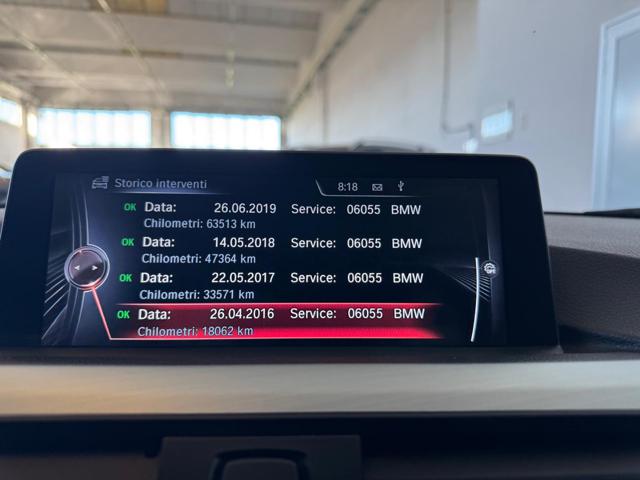 Storico interventi 8:18
OK Data: 26.06.2019 Service: 06055 BMW
Chilometri: 63513 km
OK Data: 14.05.2018 Service: 06055 BMW
Chilometri: 47364 km
OK Data: 22.05.2017 Service: 06055 BMW
Chilometri: 33571 km
OK Data: 26.04.2016 Service: 06055 BMW
Chilometri: 18062 km